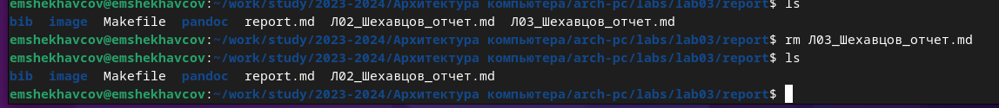 emshekhavcov@emshekhavcov:~/work/study/2023-2024/Архитектура компьютера/arch-pc/labs/lab03/report$ ls
bib image Makefile pandoc report.md Л02_Шехавцов_отчет.md Л03_Шехавцов_отчет.md
emshekhavcov@emshekhavcov:~/work/study/2023-2024/Архитектура компьютера/arch-pc/labs/lab03/report$ rm Л03_Шехавцов_отчет.md
emshekhavcov@emshekhavcov:~/work/study/2023-2024/Архитектура компьютера/arch-pc/labs/lab03/report$ ls
bib image Makefile pandoc report.md Л02_Шехавцов_отчет.md
emshekhavcov@emshekhavcov:~/work/study/2023-2024/Архитектура компьютера/arch-pc/labs/lab03/report$